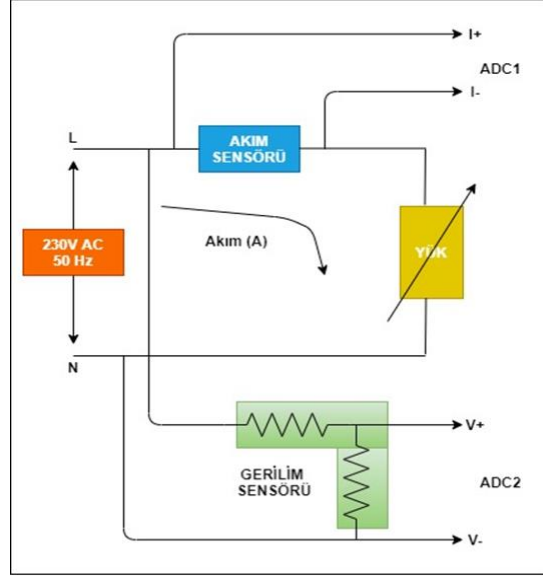 I+
ADC1
I-
L
AKIM
SENSÖRÜ
230V AC
50 Hz
Akım (A)
YÜK
N
V+
GERİLİM
SENSÖRÜ
ADC2
V-